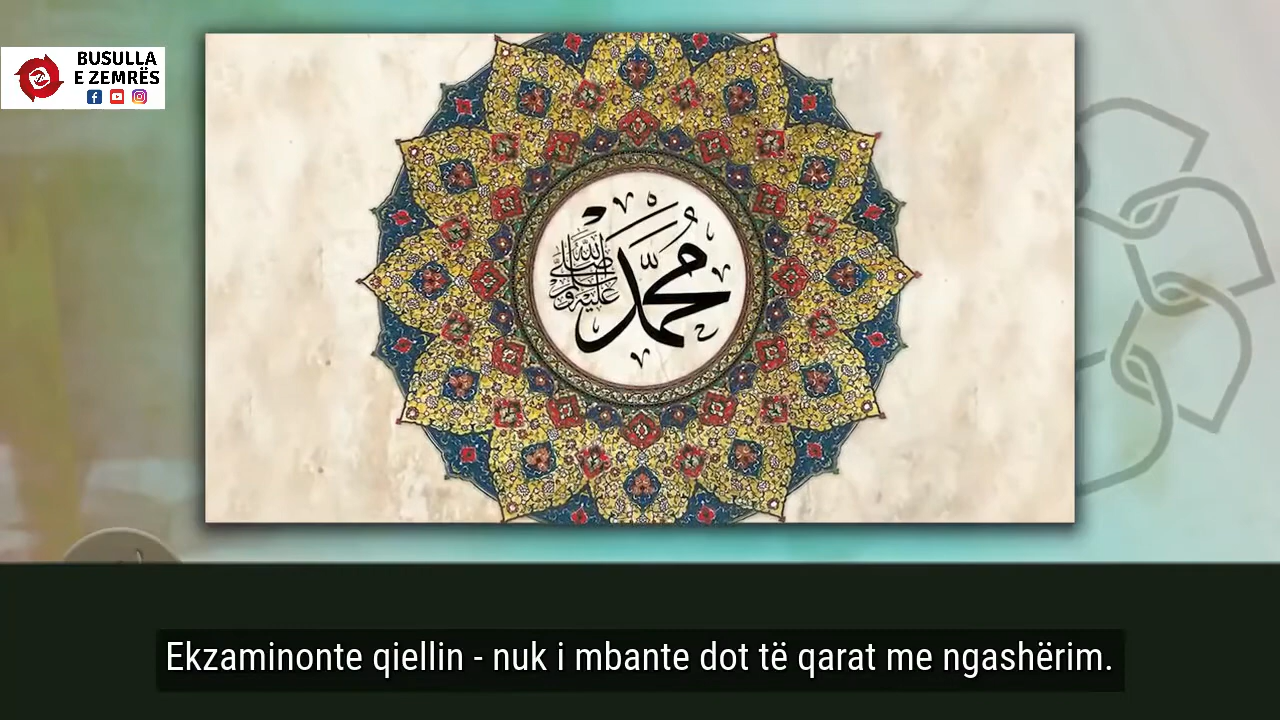 BUSULLA
E ZEMRËS
محمد
صلى الله عليه وسلم
Ekzaminonte qiellin - nuk i mbante dot të qarat me ngashërim.